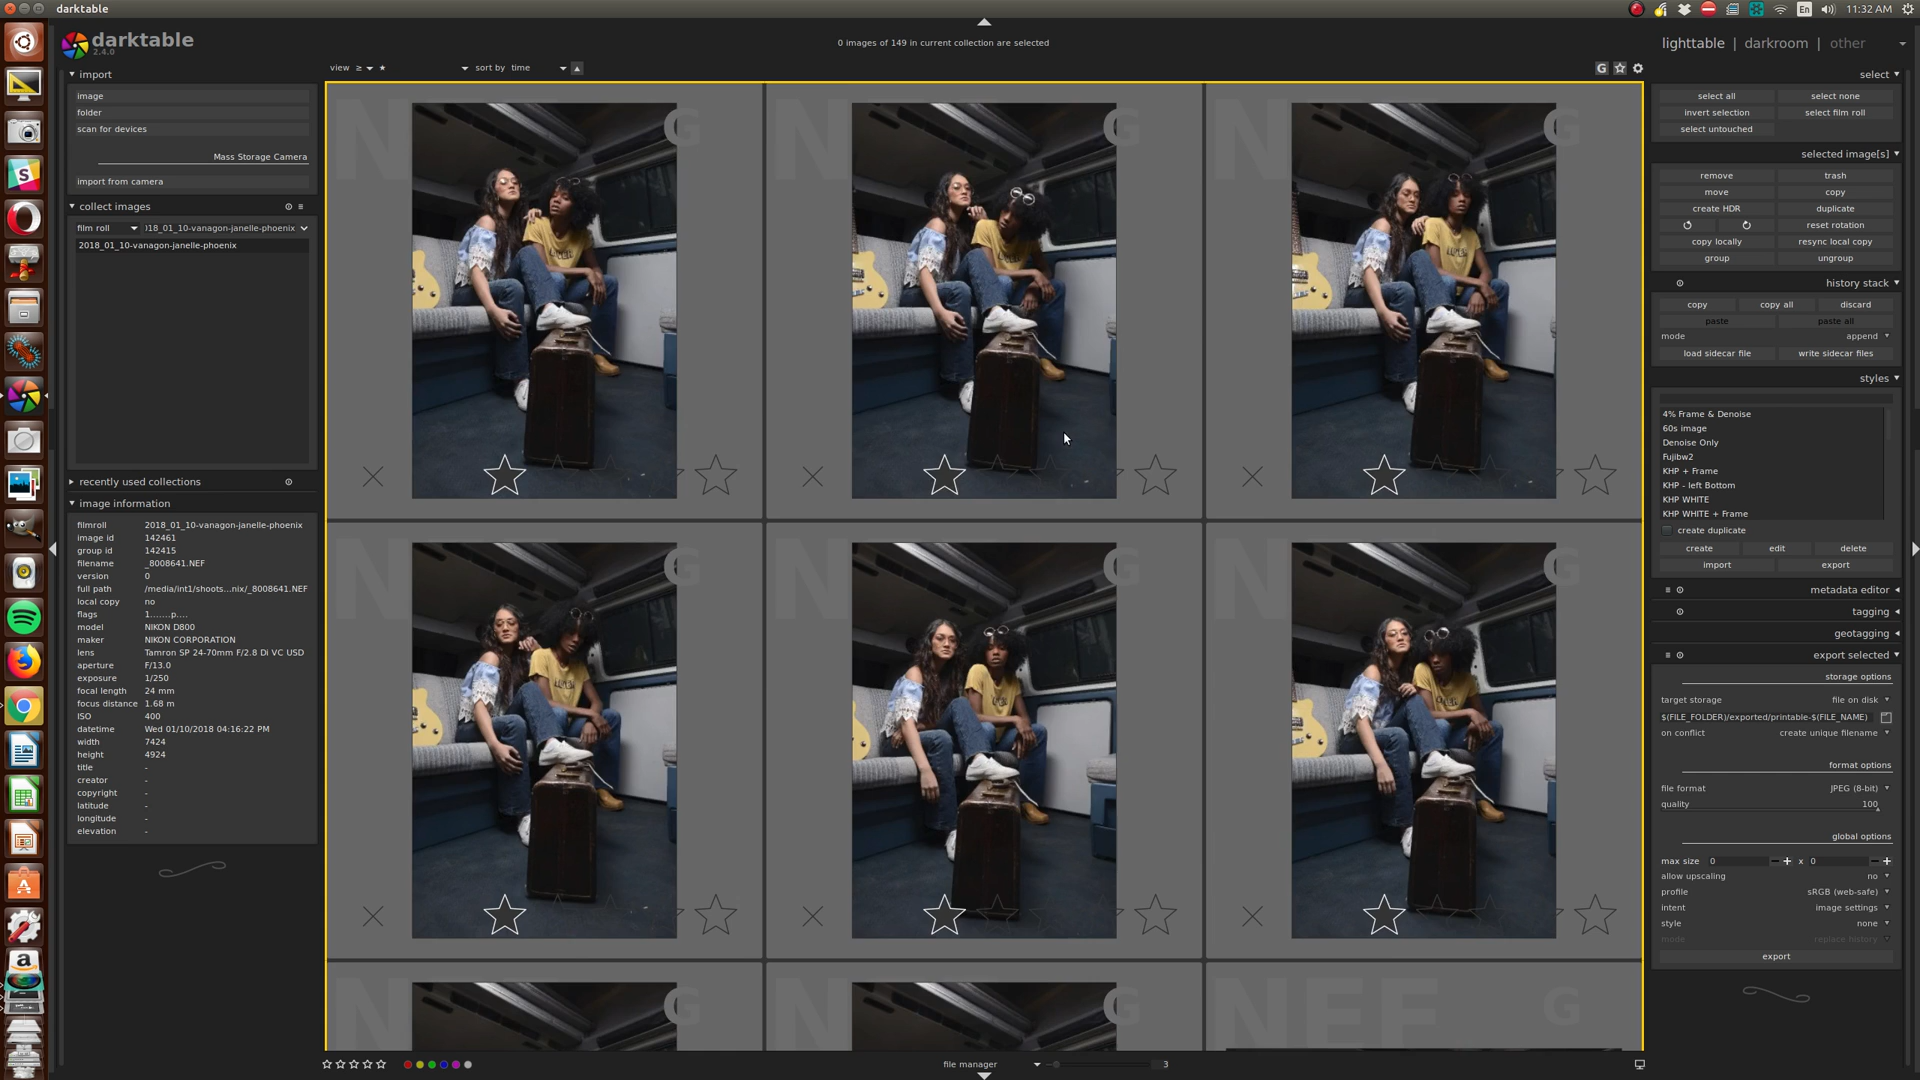 darktable
En
11:32 AM
darktable
2.4.0
0 images of 149 in current collection are selected
lighttable | darkroom | other
view ≥ ★ sort by time
G
import
image
folder
scan for devices
Mass Storage Camera
import from camera
collect images
film roll
)18_01_10-vanagon-janelle-phoenix
2018_01_10-vanagon-janelle-phoenix
recently used collections
image information
filmroll 2018_01_10-vanagon-janelle-phoenix
image id 142461
group id 142415
filename _8008641.NEF
version 0
full path /media/int1/shoots...nix/_8008641.NEF
local copy no
flags 1.......p....
model NIKON D800
maker NIKON CORPORATION
lens Tamron SP 24-70mm F/2.8 Di VC USD
aperture F/13.0
exposure 1/250
focal length 24 mm
focus distance 1.68 m
ISO 400
datetime Wed 01/10/2018 04:16:22 PM
width 7424
height 4924
title -
creator -
copyright -
latitude -
longitude -
elevation -
N G N G N G
N G N G N G
N G N G NEF G
file manager 3
select
select all select none
invert selection select film roll
select untouched
selected image[s]
remove trash
move copy
create HDR duplicate
reset rotation
copy locally resync local copy
group ungroup
history stack
copy copy all discard
paste paste all
mode append
load sidecar file write sidecar files
styles
4% Frame & Denoise
60s image
Denoise Only
Fujibw2
KHP + Frame
KHP - left Bottom
KHP WHITE
KHP WHITE + Frame
create duplicate
create edit delete
import export
metadata editor
tagging
geotagging
export selected
storage options
target storage file on disk
$(FILE_FOLDER)/exported/printable-$(FILE_NAME)
on conflict create unique filename
format options
file format JPEG (8-bit)
quality 100
global options
max size 0 x 0
allow upscaling no
profile sRGB (web-safe)
intent image settings
style none
mode replace history
export